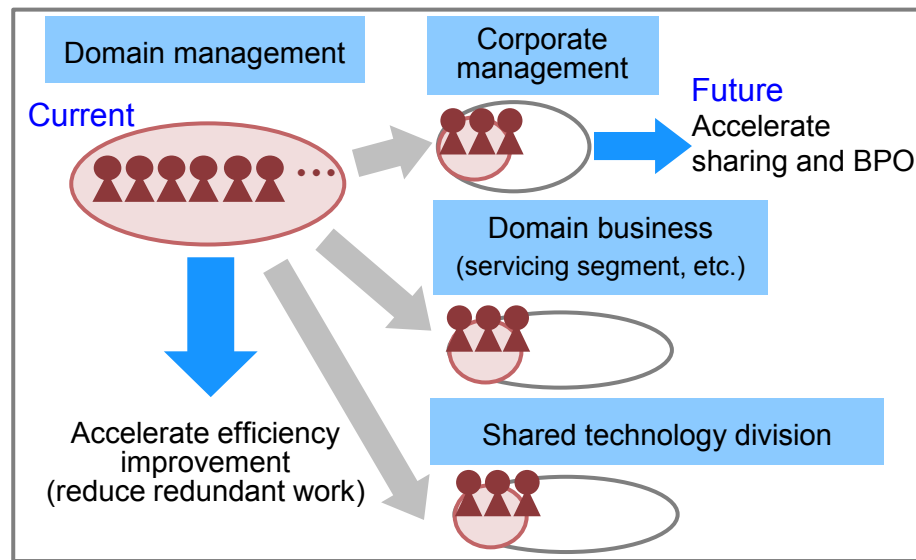 Domain management
Current
Accelerate efficiency
improvement
(reduce redundant work)
Corporate
management
Future
Accelerate
sharing and BPO
Domain business
(servicing segment, etc.)
Shared technology division